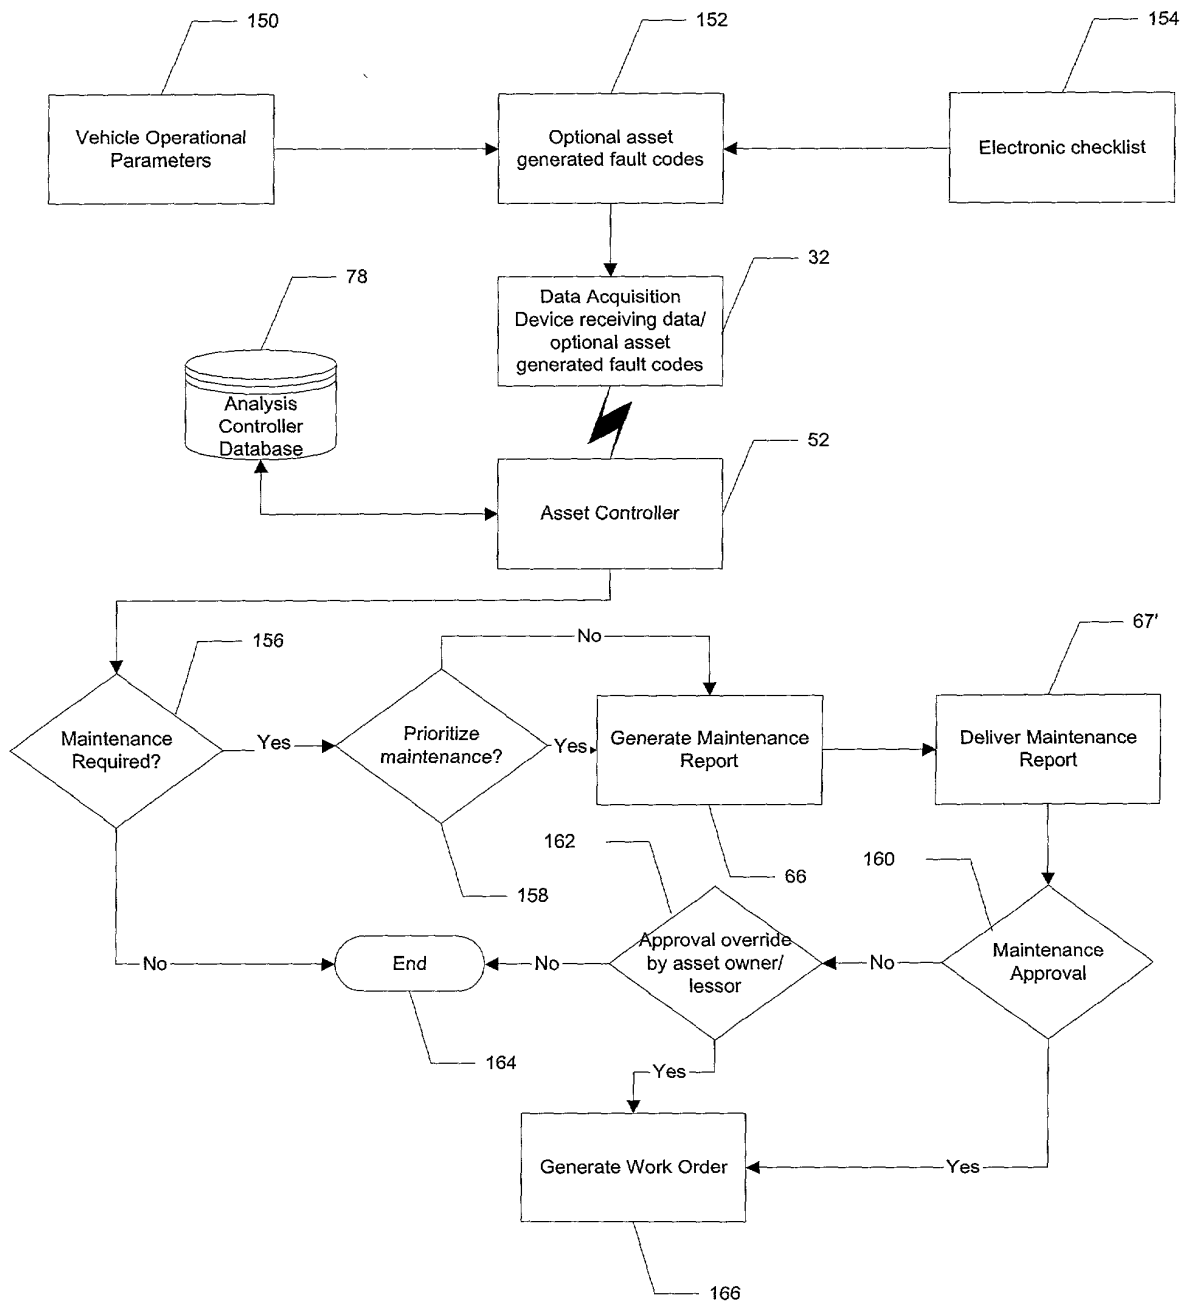 150
152
154
Vehicle Operational
Parameters
Optional asset
generated fault codes
Electronic checklist
32
78
Data Acquisition
Device receiving data/
optional asset
generated fault codes
Analysis
Controller
Database
52
Asset Controller
67'
No
156
Maintenance
Required?
Yes
Prioritize
maintenance?
Yes
Generate Maintenance
Report
Deliver Maintenance
Report
162
160
66
158
Approval override
by asset owner/
lessor
Maintenance
Approval
No
End
No
No
164
Yes
Generate Work Order
Yes
166